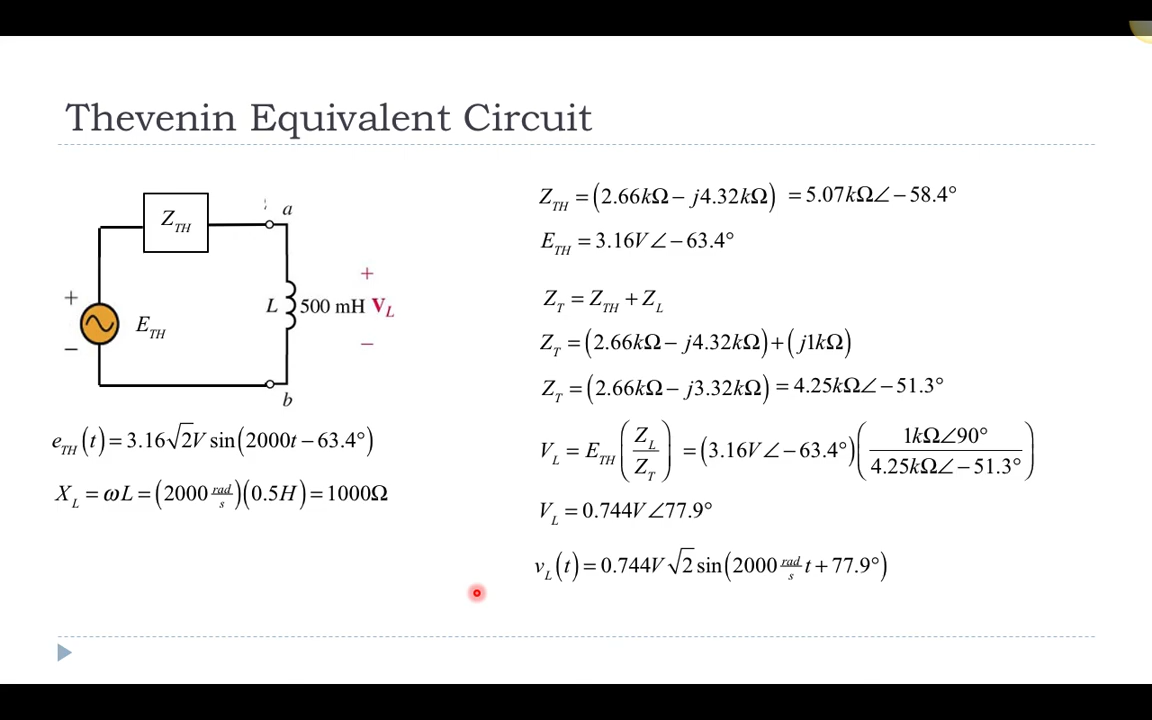 Thevenin Equivalent Circuit
Z_TH
a
+
+
L 500 mH V_L
E_TH
−
−
b
e_TH(t) = 3.16√2V sin(2000t − 63.4°)
X_L = ωL = (2000 rad/s)(0.5H) = 1000Ω
Z_TH = (2.66kΩ − j4.32kΩ) = 5.07kΩ∠−58.4°
E_TH = 3.16V∠−63.4°
Z_T = Z_TH + Z_L
Z_T = (2.66kΩ − j4.32kΩ) + (j1kΩ)
Z_T = (2.66kΩ − j3.32kΩ) = 4.25kΩ∠−51.3°
V_L = E_TH (Z_L / Z_T) = (3.16V∠−63.4°)(1kΩ∠90° / 4.25kΩ∠−51.3°)
V_L = 0.744V∠77.9°
v_L(t) = 0.744V√2 sin(2000 rad/s t + 77.9°)